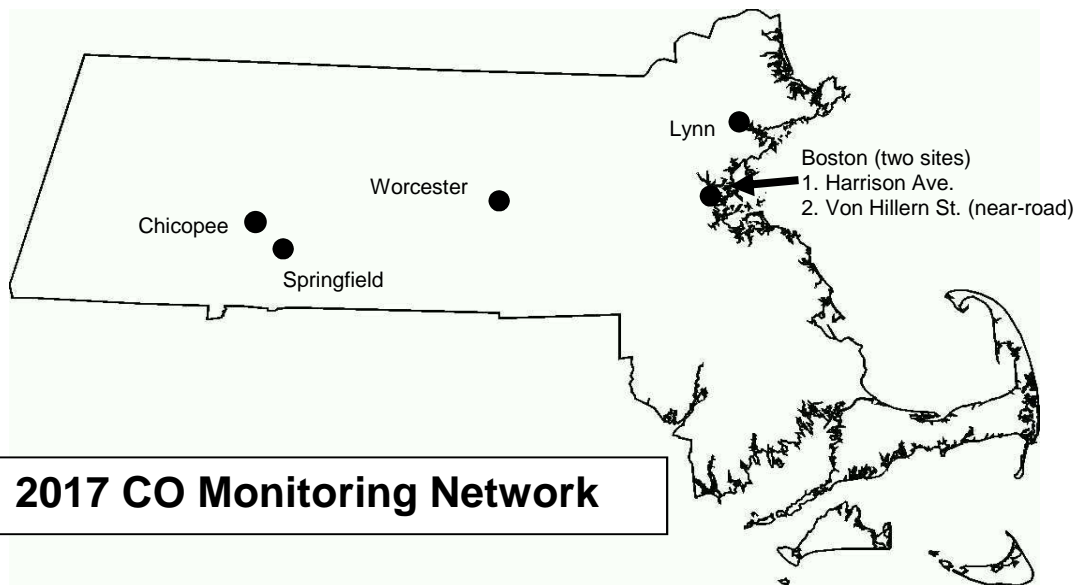 Lynn
Boston (two sites)
1. Harrison Ave.
2. Von Hillern St. (near-road)
Worcester
Chicopee
Springfield
2017 CO Monitoring Network